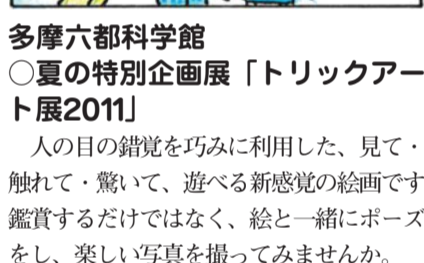 多摩六都科学館
○夏の特別企画展「トリックアー
ト展2011」
　人の目の錯覚を巧みに利用した、見て・
触れて・驚いて、遊べる新感覚の絵画です
鑑賞するだけではなく、絵と一緒にポーズ
をし、楽しい写真を撮ってみませんか。